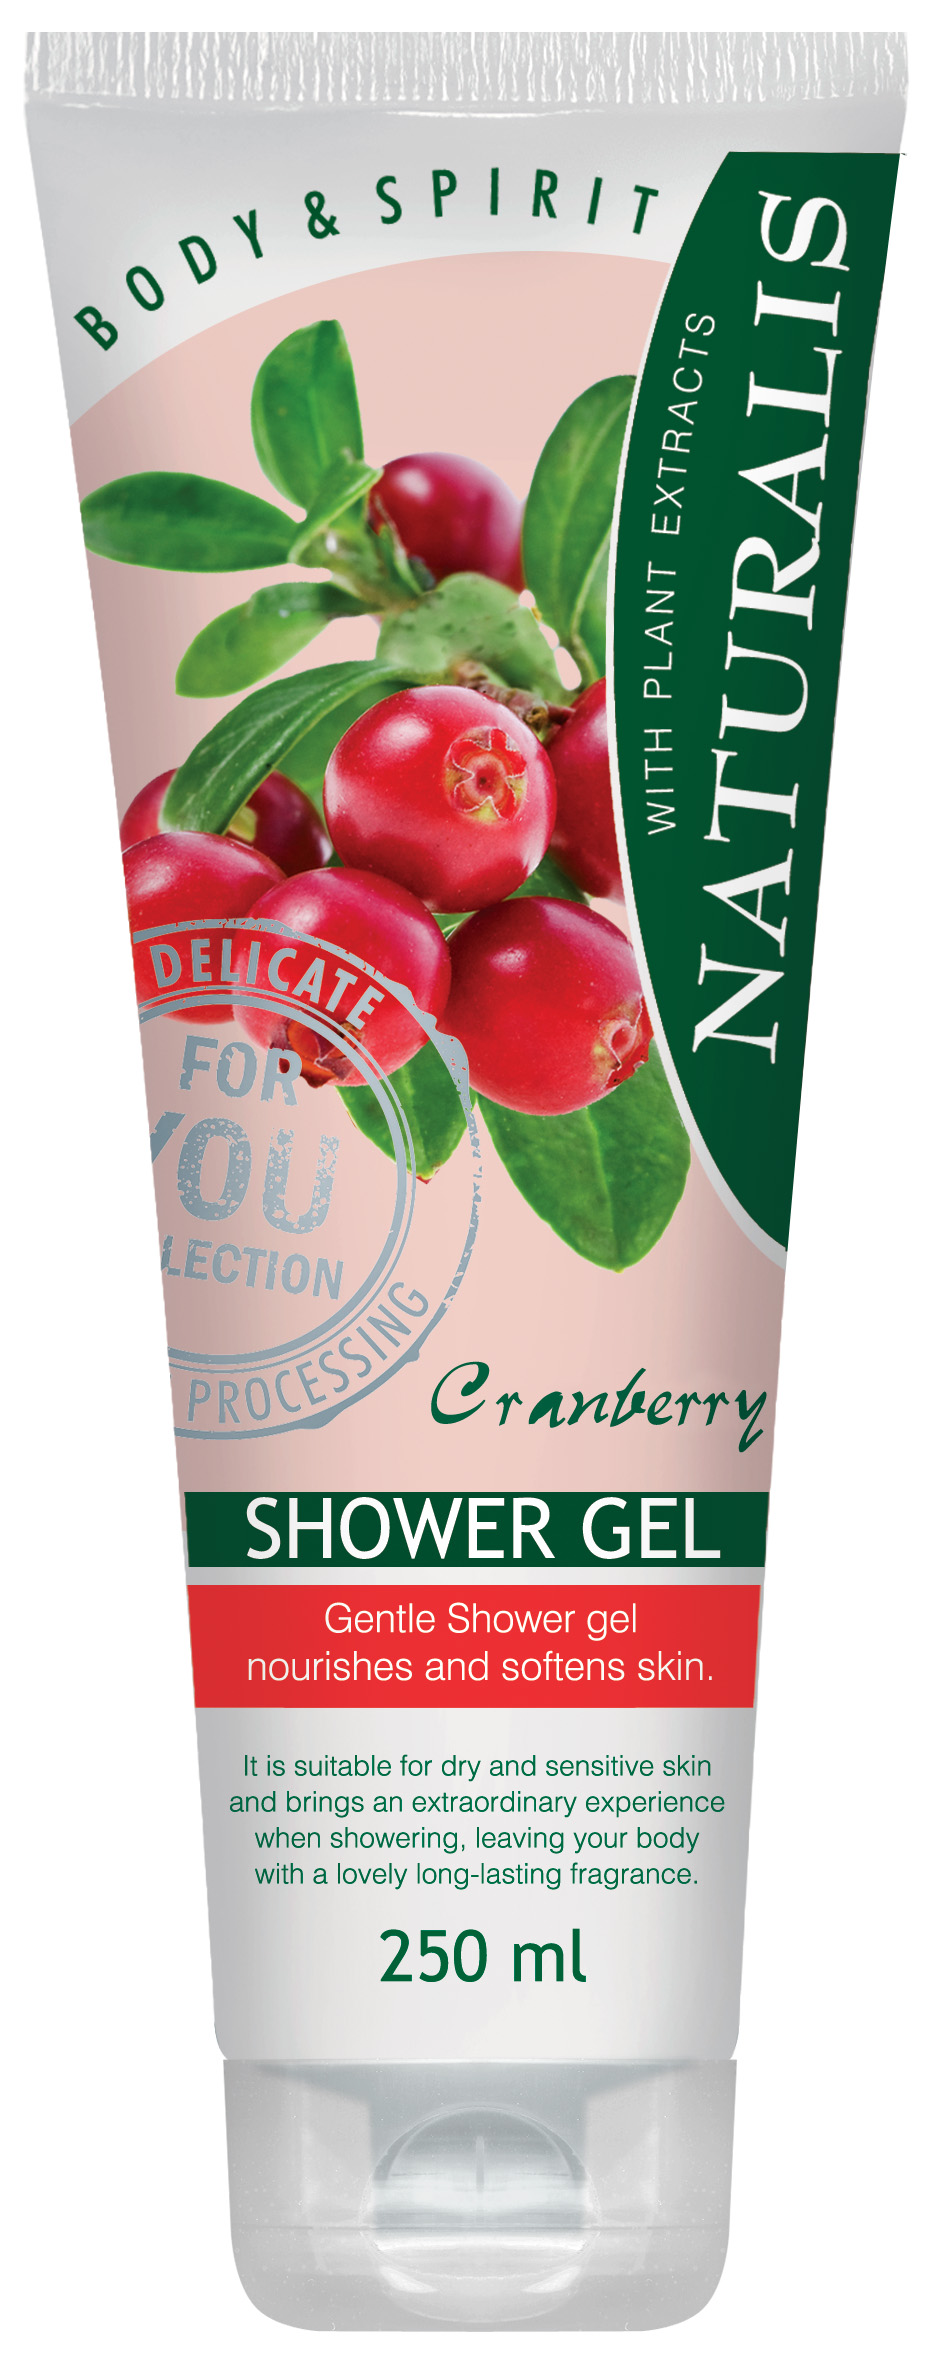 BODY & SPIRIT
WITH PLANT EXTRACTS
NATURALIS
DELICATE
FOR
YOU
LECTION
PROCESSING
Cranberry
SHOWER GEL
Gentle Shower gel
nourishes and softens skin.
It is suitable for dry and sensitive skin
and brings an extraordinary experience
when showering, leaving your body
with a lovely long-lasting fragrance.
250 ml